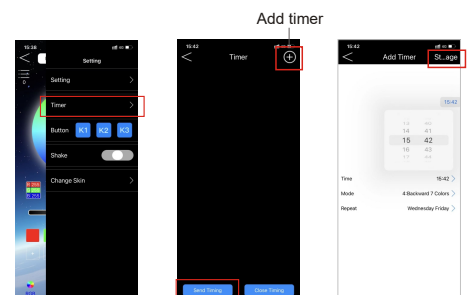 Add timer
15:38
Setting
Setting
Timer
Button K1 K2 K3
Shake
Change Skin
15:42
Timer
Send Timing
Close Timing
15:42
Add Timer
St...age
15:42
14 41
15 42
16 43
Time 15:42
Mode 4:Backward 7 Colors
Repeat Wednesday Friday